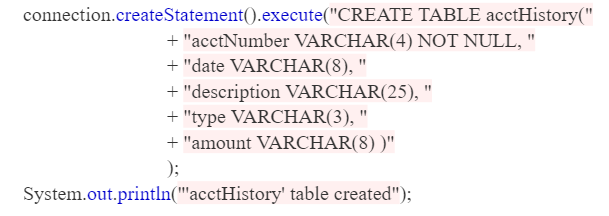 connection.createStatement().execute("CREATE TABLE acctHistory("
+ "acctNumber VARCHAR(4) NOT NULL, "
+ "date VARCHAR(8), "
+ "description VARCHAR(25), "
+ "type VARCHAR(3), "
+ "amount VARCHAR(8) )"
);
System.out.println("'acctHistory' table created");